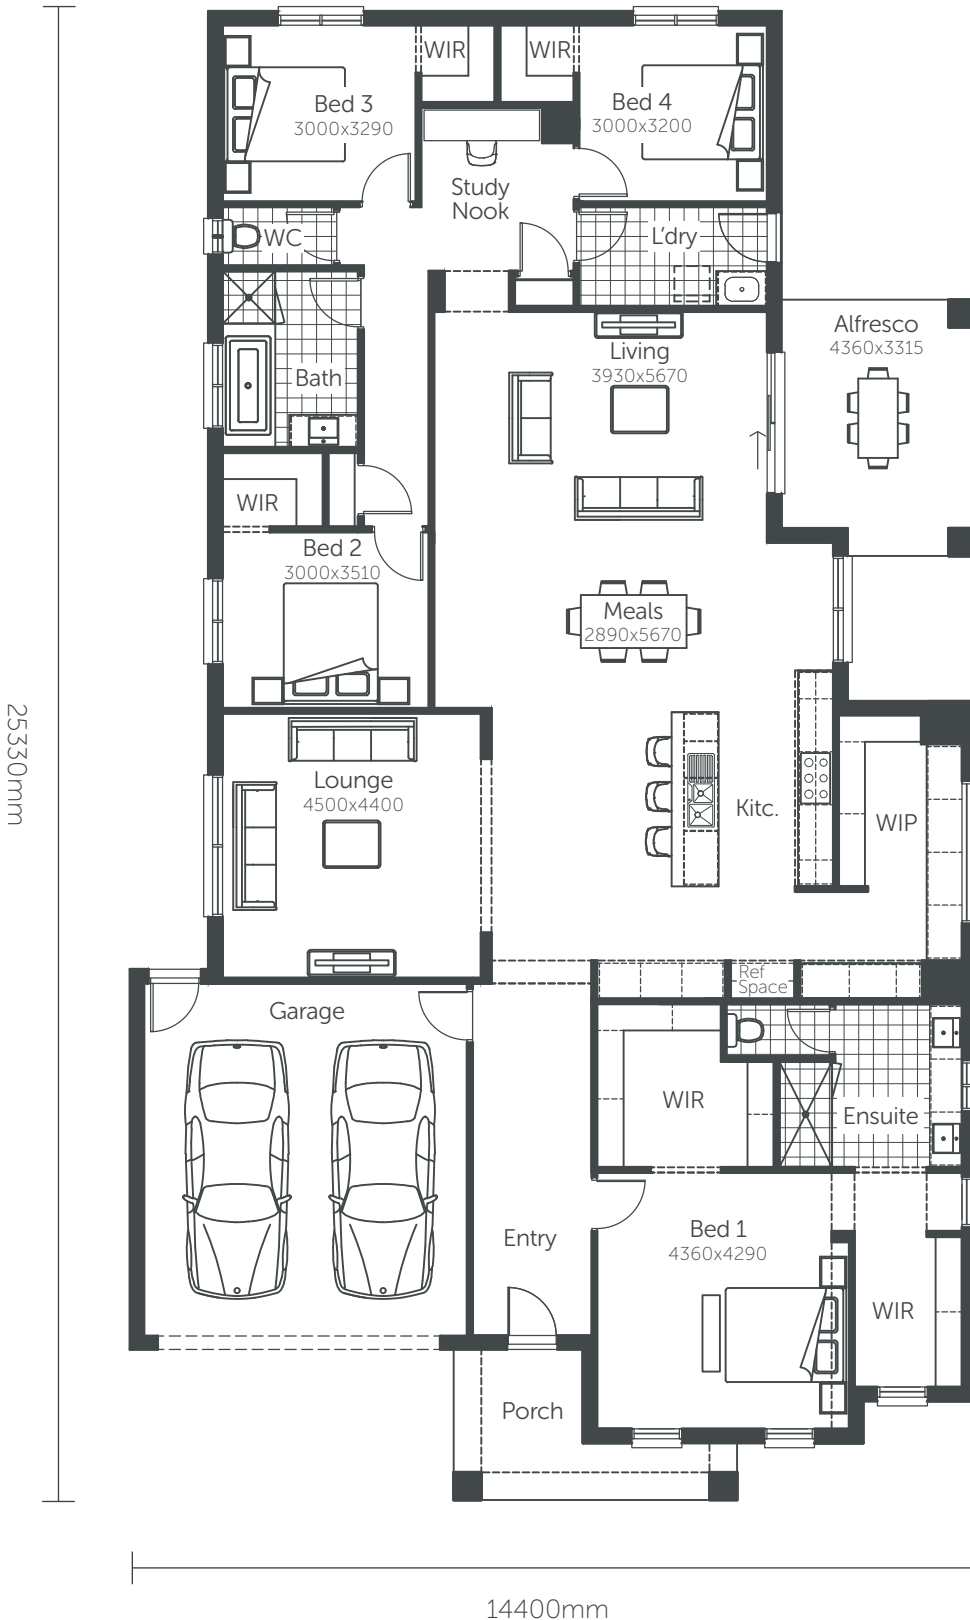 WIR
WIR
Bed 3
3000x3290
Bed 4
3000x3200
Study
Nook
WC
L'dry
Alfresco
4360x3315
Living
3930x5670
Bath
WIR
Bed 2
3000x3510
Meals
2890x5670
25330mm
Lounge
4500x4400
Kitc.
WIP
Ref
Space
Garage
WIR
Ensuite
Entry
Bed 1
4360x4290
WIR
Porch
14400mm